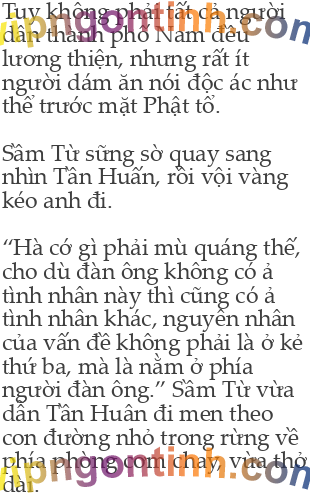 Tuy không phải tất cả người
dân thành phố Nam đều
lương thiện, nhưng rất ít
người dám ăn nói độc ác như
thế trước mặt Phật tổ.
Sầm Từ sững sờ quay sang
nhìn Tần Huấn, rồi vội vàng
kéo anh đi.
“Hà cớ gì phải mù quáng thế,
cho dù đàn ông không có ả
tình nhân này thì cũng có ả
tình nhân khác, nguyên nhân
của vấn đề không phải là ở kẻ
thứ ba, mà là nằm ở phía
người đàn ông.” Sầm Từ vừa
dẫn Tần Huấn đi men theo
con đường nhỏ trong rừng về
phía phòng cơm chay, vừa thở
dài.